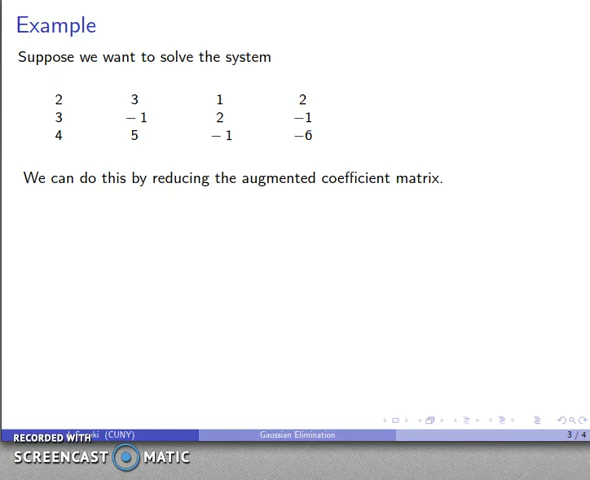 Example
Suppose we want to solve the system
2 3 1 2
3 −1 2 −1
4 5 −1 −6
We can do this by reducing the augmented coefficient matrix.
(CUNY) Gaussian Elimination 3 / 4
RECORDED WITH
SCREENCAST MATIC